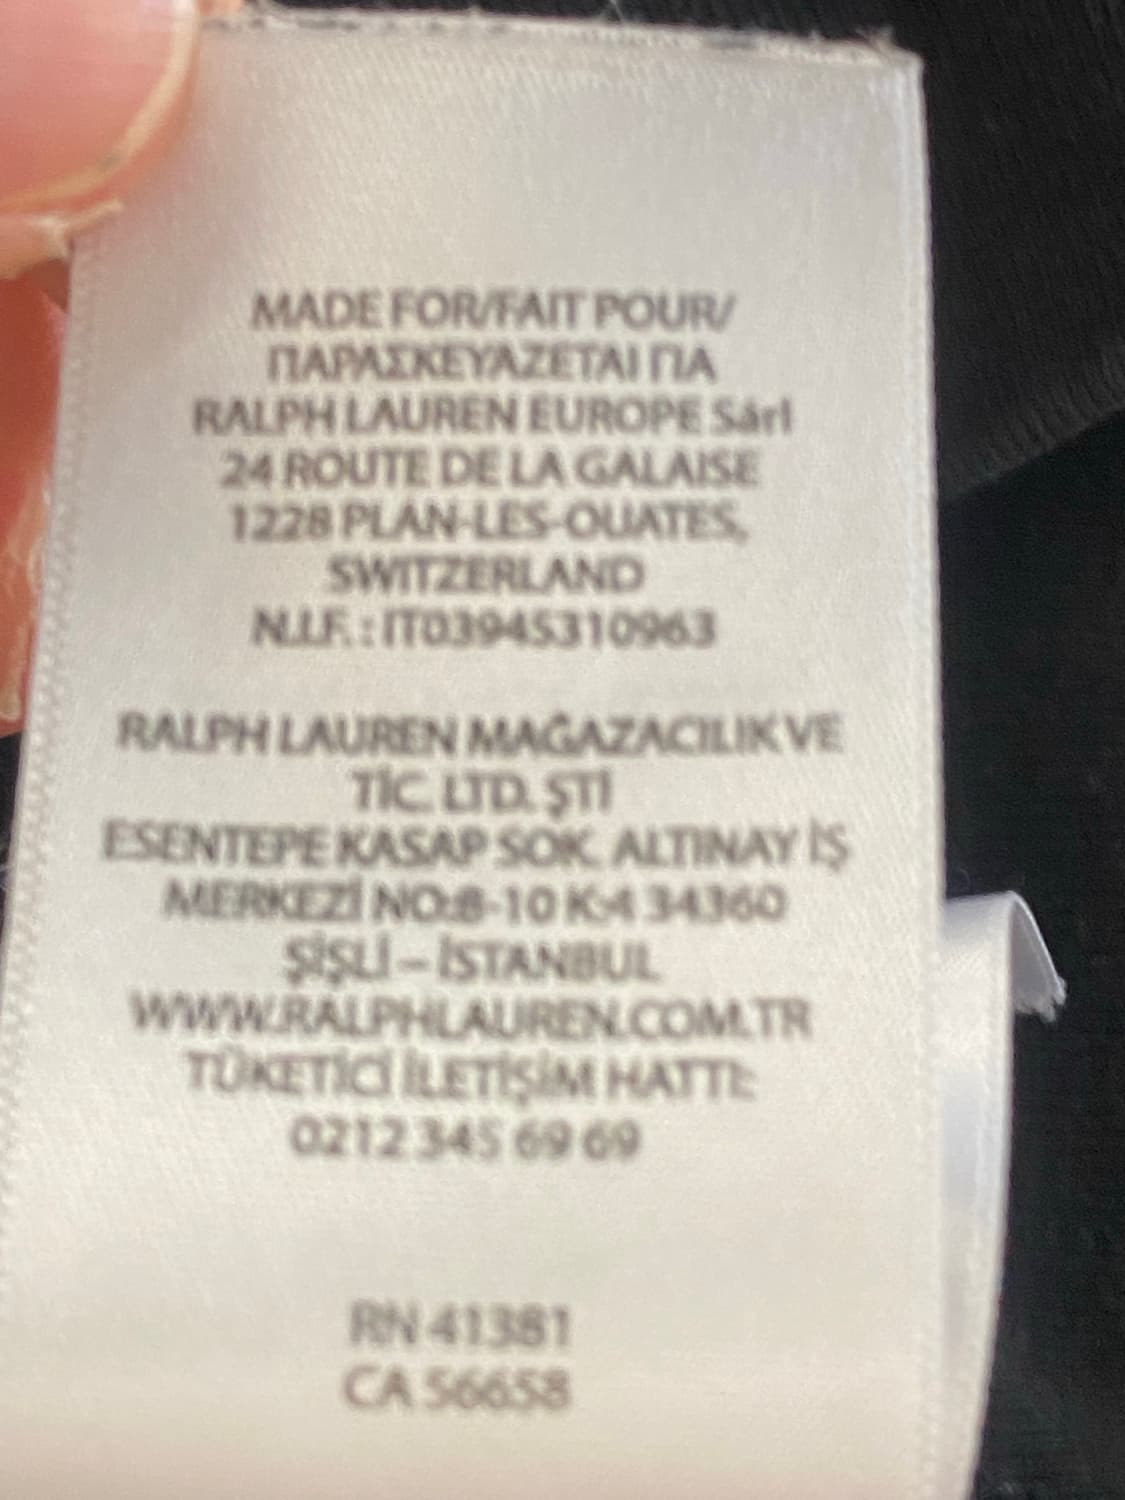 MADE FOR/FAIT POUR/
ΠΑΡΑΣΚΕΥΑΖΕΤΑΙ ΓΙΑ
RALPH LAUREN EUROPE Sárl
24 ROUTE DE LA GALAISE
1228 PLAN-LES-OUATES,
SWITZERLAND
N.I.F. : IT03945310963
RALPH LAUREN MAĞAZACILIK VE
TİC. LTD. ŞTİ
ESENTEPE KASAP SOK. ALTINAY İŞ
MERKEZİ NO:8-10 K:4 34360
ŞİŞLİ – İSTANBUL
WWW.RALPHLAUREN.COM.TR
TÜKETİCİ İLETİŞİM HATTI:
0212 345 69 69
RN 41381
CA 56658